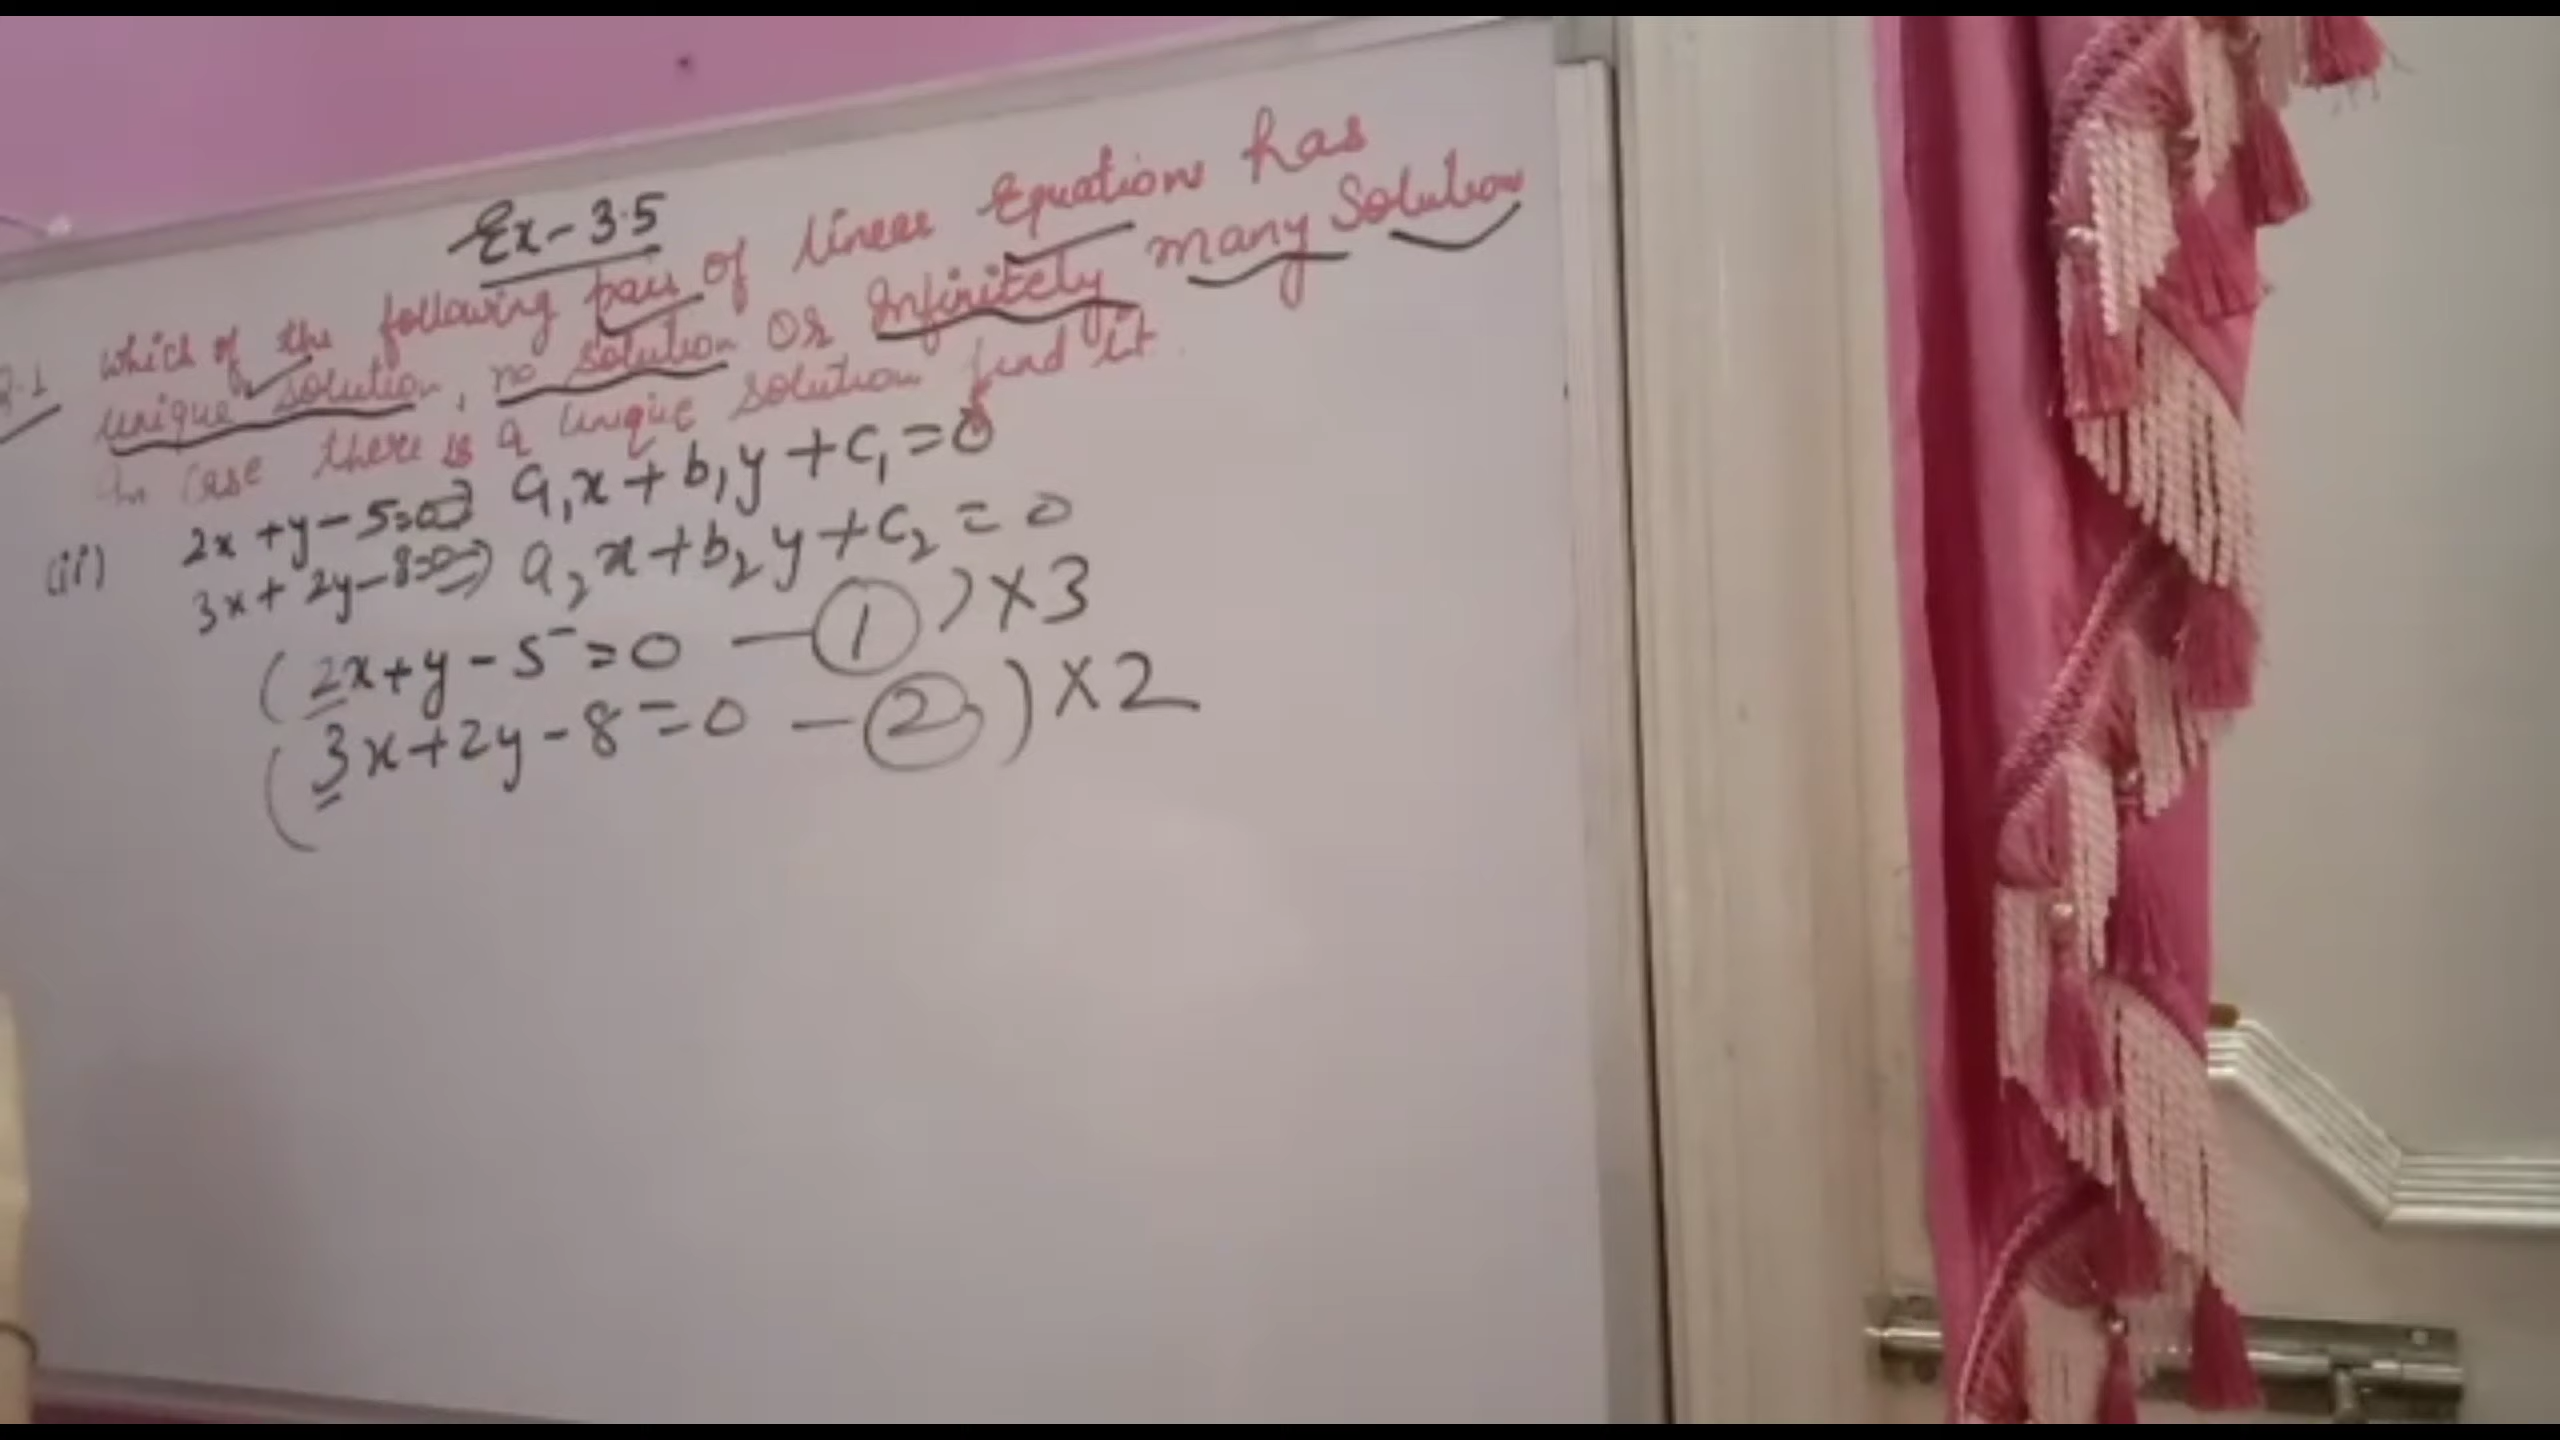 Ex-3.5
Q.1 Which of the following pair of linear Equations has
unique solution, no solution or Infinitely many Solution
In case there is a unique solution find it.
(ii) 2x+y-5=0⇒ a₁x+b₁y+c₁=0
3x+2y-8=0⇒ a₂x+b₂y+c₂=0
(2x+y-5=0 —①)×3
(3x+2y-8=0 —②)×2